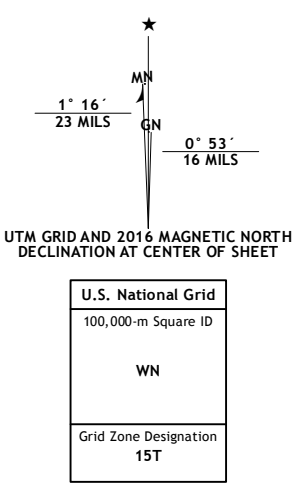 ★
MN
1° 16´
23 MILS
GN
0° 53´
16 MILS
UTM GRID AND 2016 MAGNETIC NORTH
DECLINATION AT CENTER OF SHEET
U.S. National Grid
100,000-m Square ID
WN
Grid Zone Designation
15T